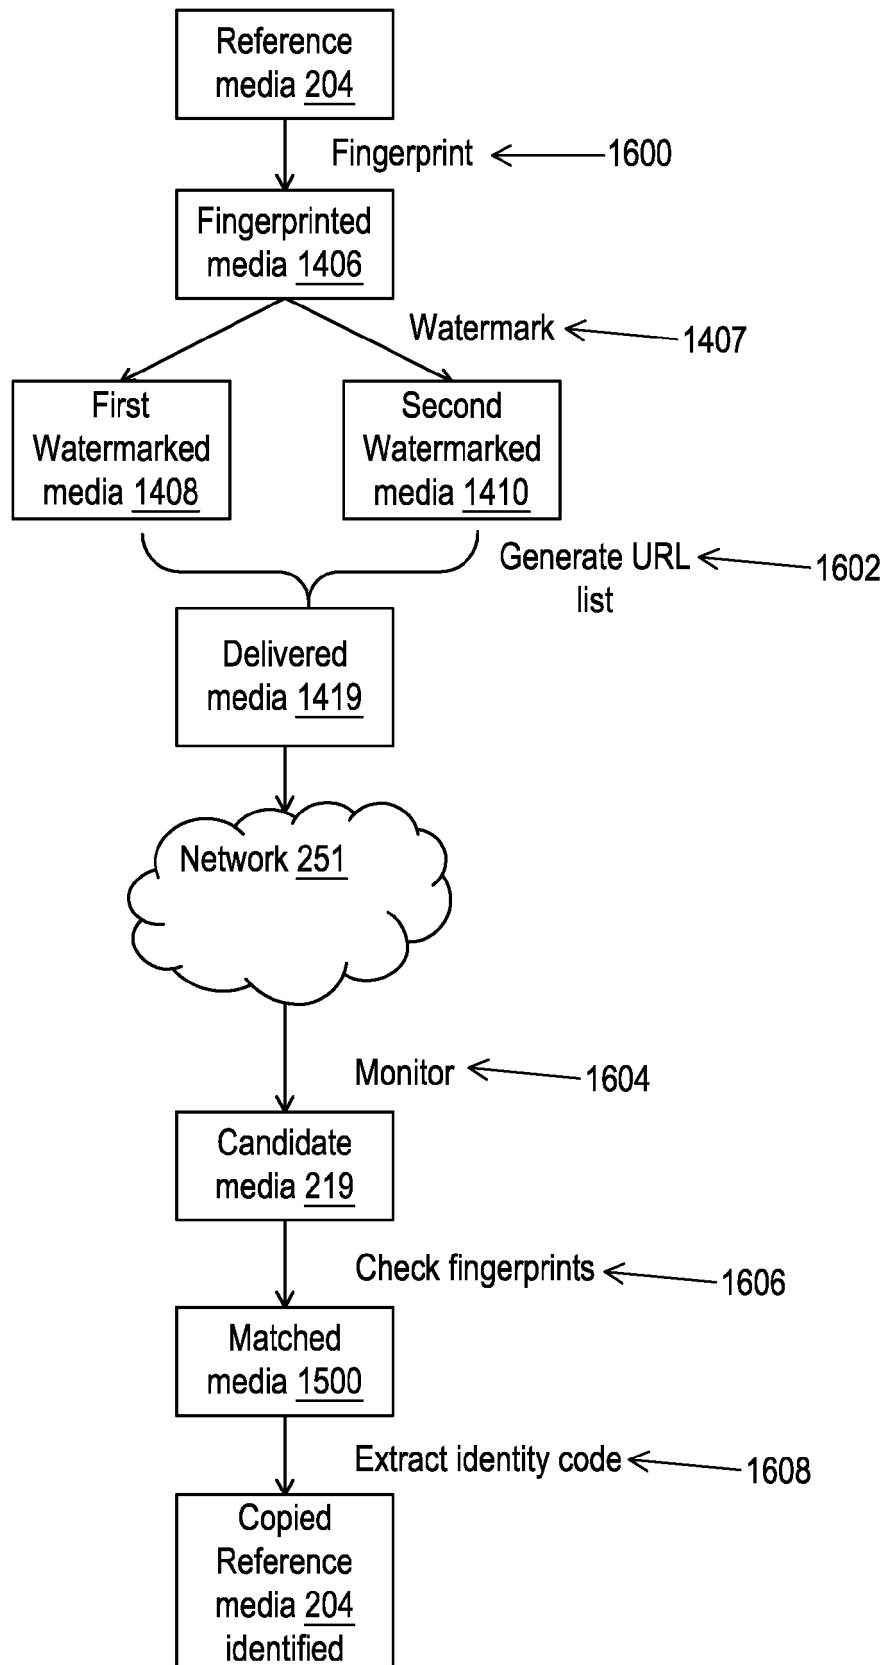 Reference
media 204
Fingerprint
1600
Fingerprinted
media 1406
Watermark
1407
First
Watermarked
media 1408
Second
Watermarked
media 1410
Generate URL
list
1602
Delivered
media 1419
Network 251
Monitor
1604
Candidate
media 219
Check fingerprints
1606
Matched
media 1500
Extract identity code
1608
Copied
Reference
media 204
identified